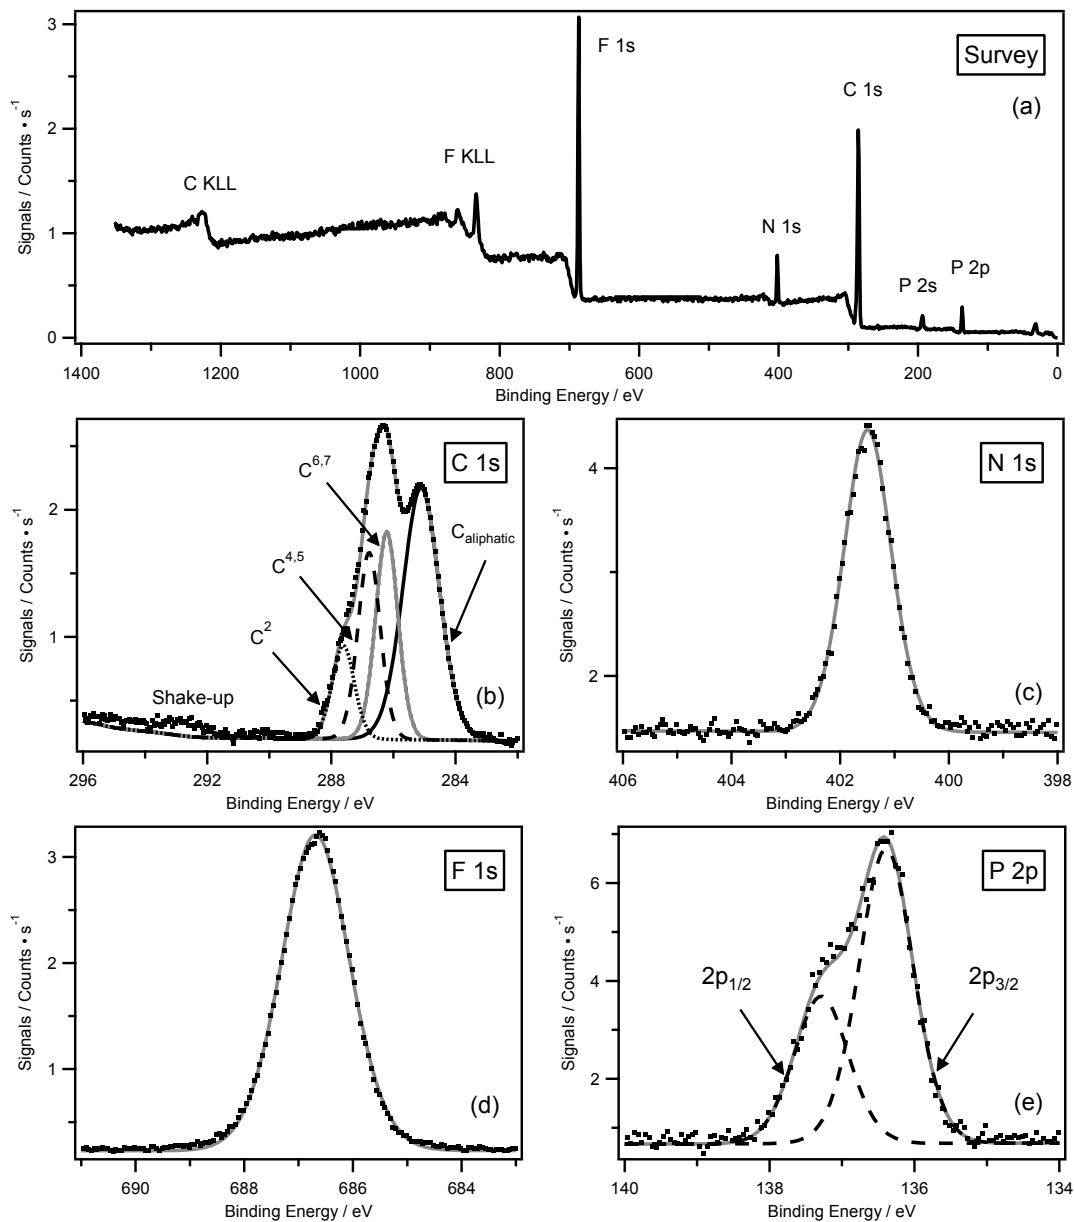 Survey
(a)
F 1s
C 1s
F KLL
C KLL
N 1s
P 2s
P 2p
Signals / Counts • s⁻¹
3
2
1
0
1400
1200
1000
800
600
400
200
0
Binding Energy / eV
C 1s
C⁶,⁷
C⁴,⁵
C²
C aliphatic
Shake-up
(b)
Signals / Counts • s⁻¹
2
1
296
292
288
284
Binding Energy / eV
N 1s
(c)
Signals / Counts • s⁻¹
4
2
406
404
402
400
398
Binding Energy / eV
F 1s
(d)
Signals / Counts • s⁻¹
3
2
1
690
688
686
684
Binding Energy / eV
P 2p
2p1/2
2p3/2
(e)
Signals / Counts • s⁻¹
6
4
2
140
138
136
134
Binding Energy / eV